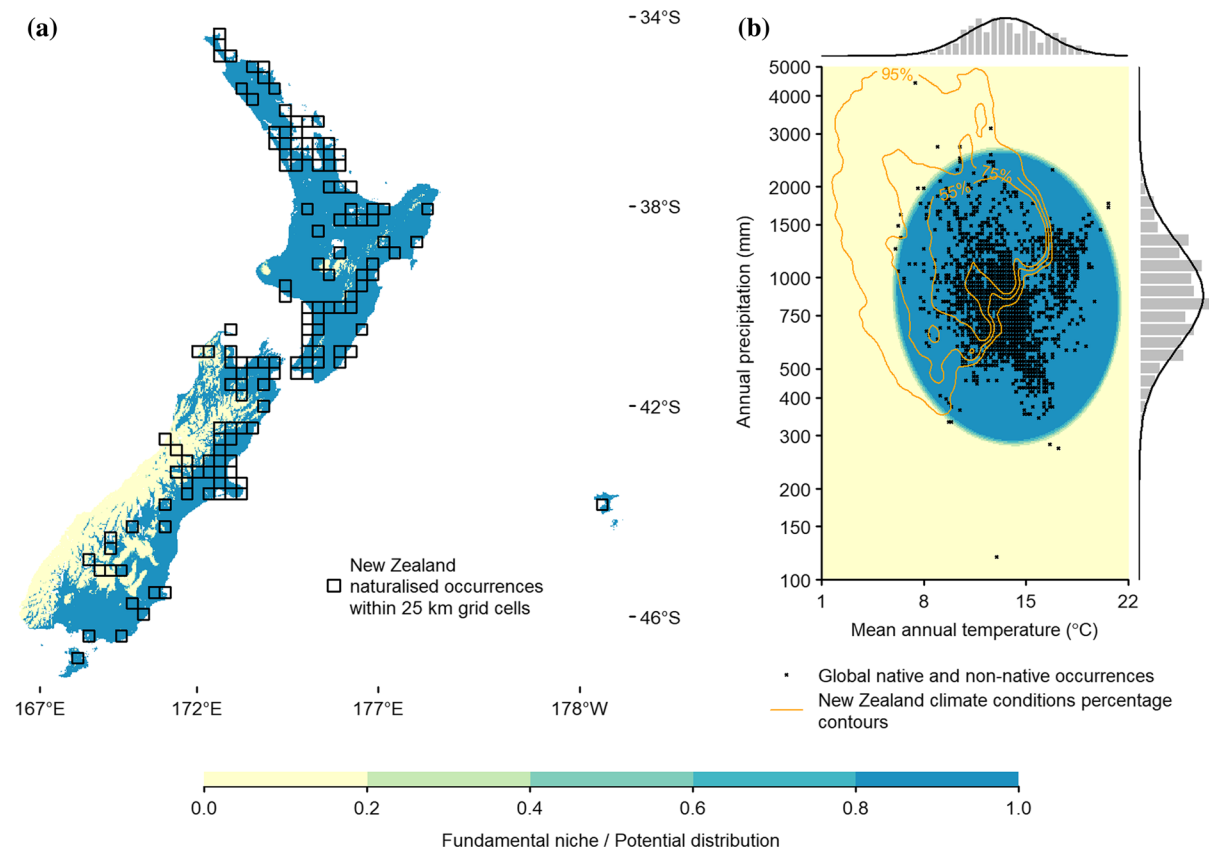 (a)
34°S
38°S
42°S
46°S
New Zealand
naturalised occurrences
within 25 km grid cells
167°E
172°E
177°E
178°W
(b)
5000
4000
3000
2000
1500
1000
750
500
400
300
200
150
100
Annual precipitation (mm)
95%
75%
55%
1
8
15
22
Mean annual temperature (°C)
Global native and non-native occurrences
New Zealand climate conditions percentage
contours
0.0
0.2
0.4
0.6
0.8
1.0
Fundamental niche / Potential distribution